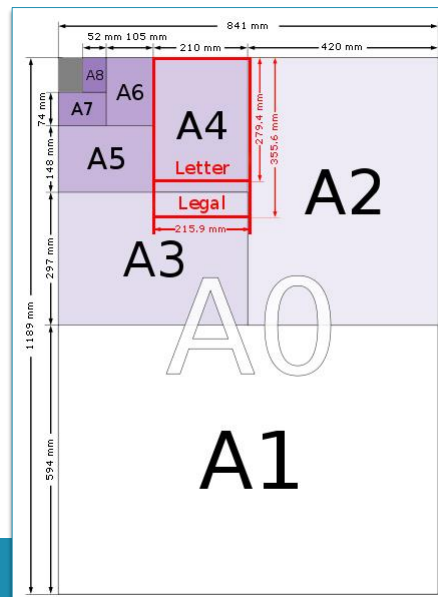 841 mm
52 mm 105 mm
210 mm
420 mm
A8
A6
A7
A4
74 mm
A5
Letter
279.4 mm
355.6 mm
148 mm
Legal
A2
215.9 mm
A3
297 mm
1189 mm
A0
A1
594 mm